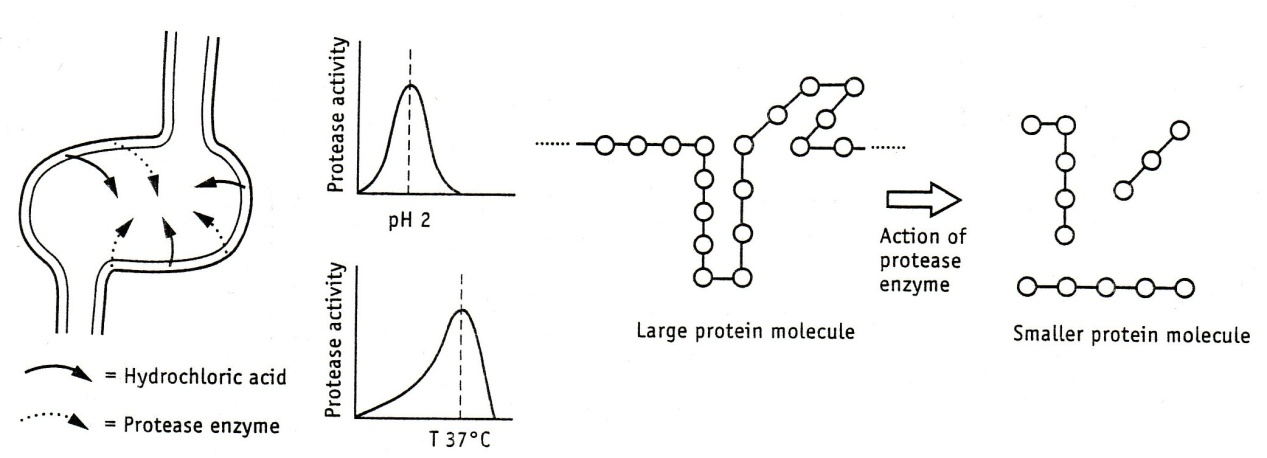 Protease activity
pH 2
Protease activity
T 37°C
= Hydrochloric acid
= Protease enzyme
Large protein molecule
Action of
protease
enzyme
Smaller protein molecule